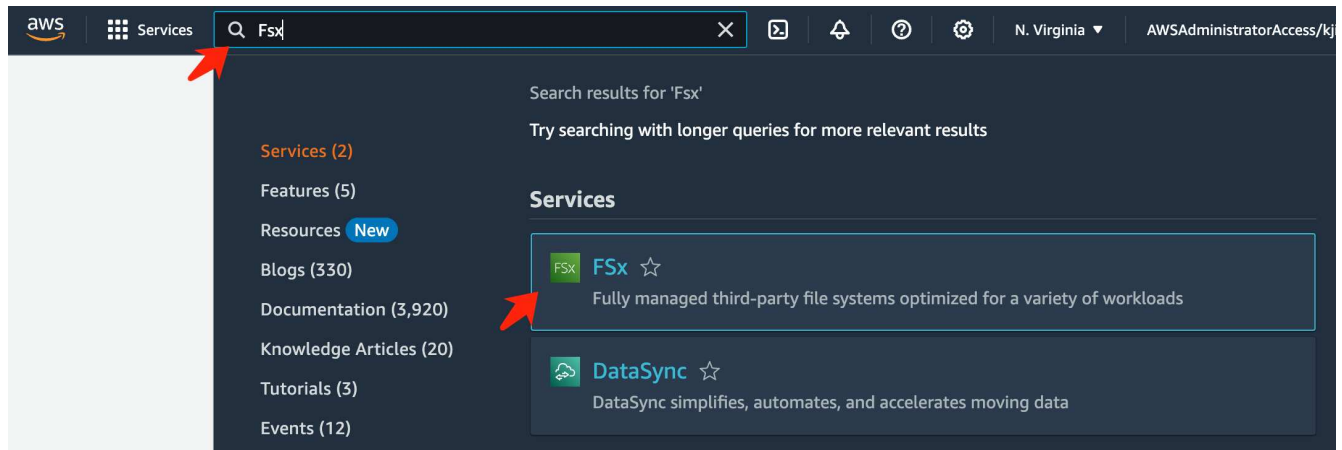 aws
Services
Fsx
N. Virginia
AWSAdministratorAccess/kji
Search results for 'Fsx'
Try searching with longer queries for more relevant results
Services (2)
Features (5)
Resources New
Blogs (330)
Documentation (3,920)
Knowledge Articles (20)
Tutorials (3)
Events (12)
Services
FSx FSx
Fully managed third-party file systems optimized for a variety of workloads
DataSync
DataSync simplifies, automates, and accelerates moving data